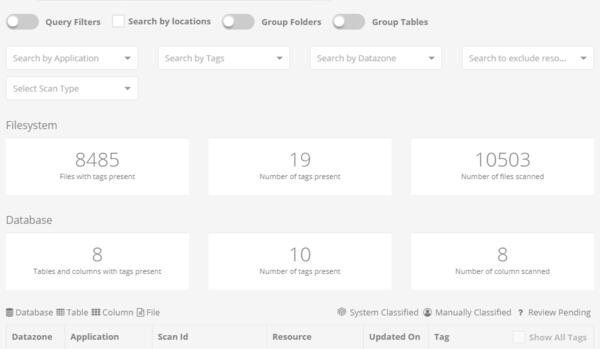 Query Filters Search by locations Group Folders Group Tables
Search by Application Search by Tags Search by Datazone Search to exclude reso...
Select Scan Type
Filesystem
8485 19 10503
Files with tags present Number of tags present Number of files scanned
Database
8 10 8
Tables and columns with tags present Number of tags present Number of column scanned
Database Table Column File System Classified Manually Classified ? Review Pending
Datazone Application Scan Id Resource Updated On Tag Show All Tags